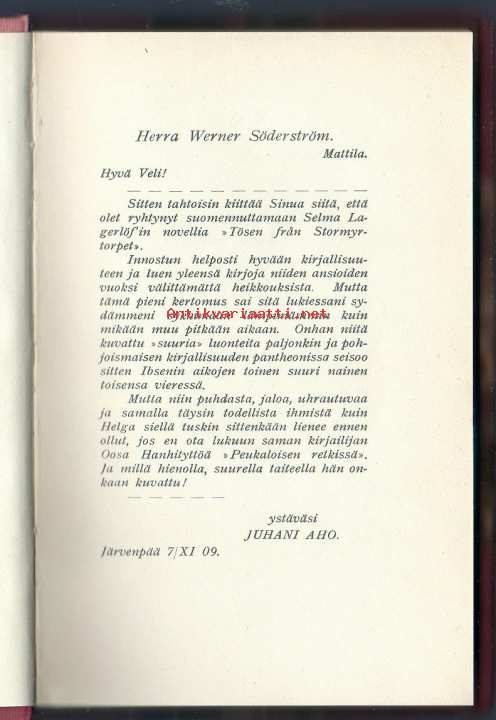 Herra Werner Söderström.
Mattila.
Hyvä Veli!
Sitten tahtoisin kiittää Sinua siitä, että
olet ryhtynyt suomennuttamaan Selma La-
gerlöf'in novellia »Tösen från Stormyr-
torpet».
Innostun helposti hyvään kirjallisuu-
teen ja luen yleensä kirjoja niiden ansioiden
vuoksi välittämättä heikkouksista. Mutta
tämä pieni kertomus sai sitä lukiessani sy-
dämmeni kuin
Antikvariaatti.net
mikään muu pitkään aikaan. Onhan niitä
kuvattu »suuria» luonteita paljonkin ja poh-
joismaisen kirjallisuuden pantheonissa seisoo
sitten Ibsenin aikojen toinen suuri nainen
toisensa vieressä.
Mutta niin puhdasta, jaloa, uhrautuvaa
ja samalla täysin todellista ihmistä kuin
Helga siellä tuskin sittenkään lienee ennen
ollut, jos en ota lukuun saman kirjailijan
Oosa Hanhityttöä »Peukaloisen retkissä».
Ja millä hienolla, suurella taiteella hän on-
kaan kuvattu!
ystäväsi
JUHANI AHO.
Järvenpää 7/XI 09.